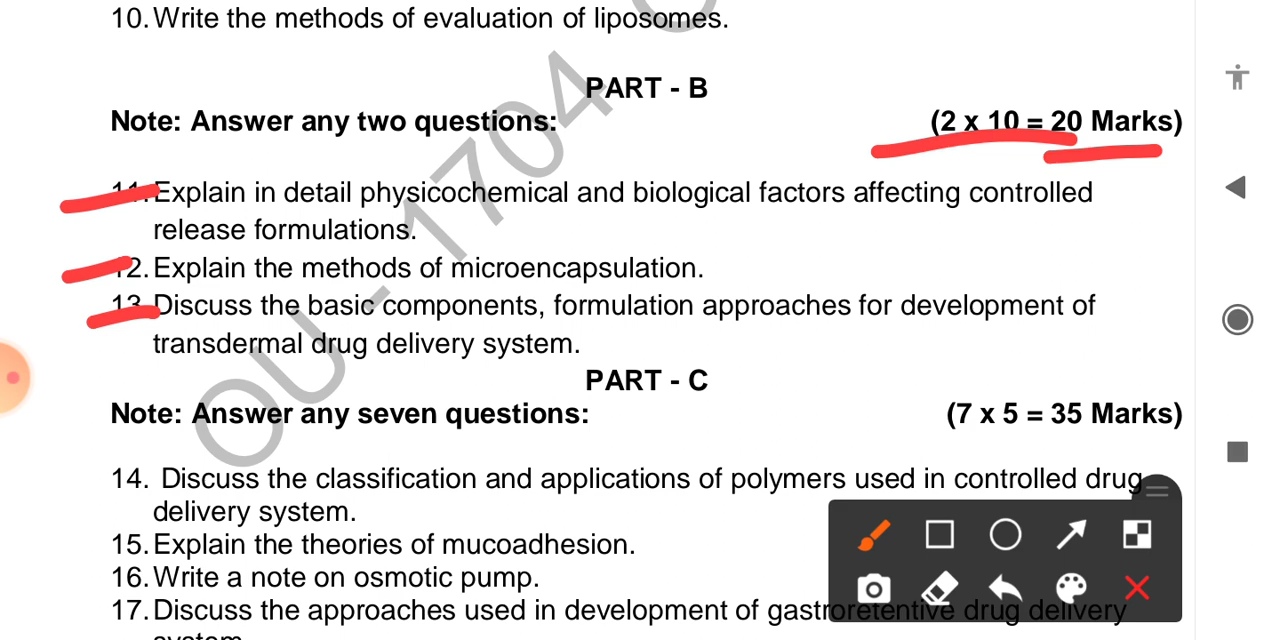 10. Write the methods of evaluation of liposomes.
PART - B
Note: Answer any two questions:
(2 x 10 = 20 Marks)
11. Explain in detail physicochemical and biological factors affecting controlled
release formulations.
12. Explain the methods of microencapsulation.
13. Discuss the basic components, formulation approaches for development of
transdermal drug delivery system.
PART - C
Note: Answer any seven questions:
(7 x 5 = 35 Marks)
14. Discuss the classification and applications of polymers used in controlled drug
delivery system.
15. Explain the theories of mucoadhesion.
16. Write a note on osmotic pump.
17. Discuss the approaches used in development of gastroretentive drug delivery
system
OU - 1704